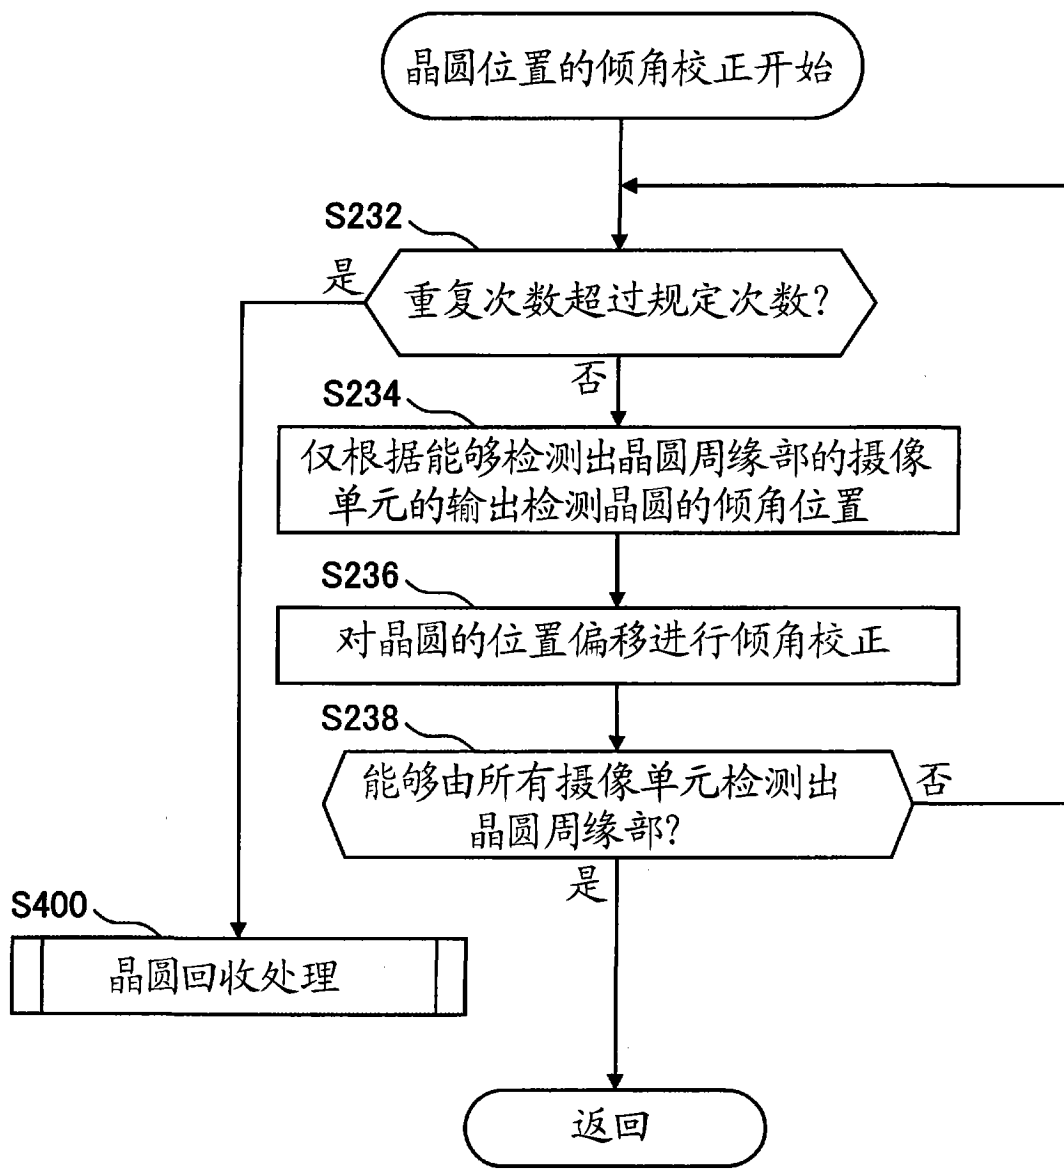 晶圆位置的倾角校正开始
S232
是
重复次数超过规定次数?
否
S234
仅根据能够检测出晶圆周缘部的摄像
单元的输出检测晶圆的倾角位置
S236
对晶圆的位置偏移进行倾角校正
S238
能够由所有摄像单元检测出
晶圆周缘部?
否
是
S400
晶圆回收处理
返回